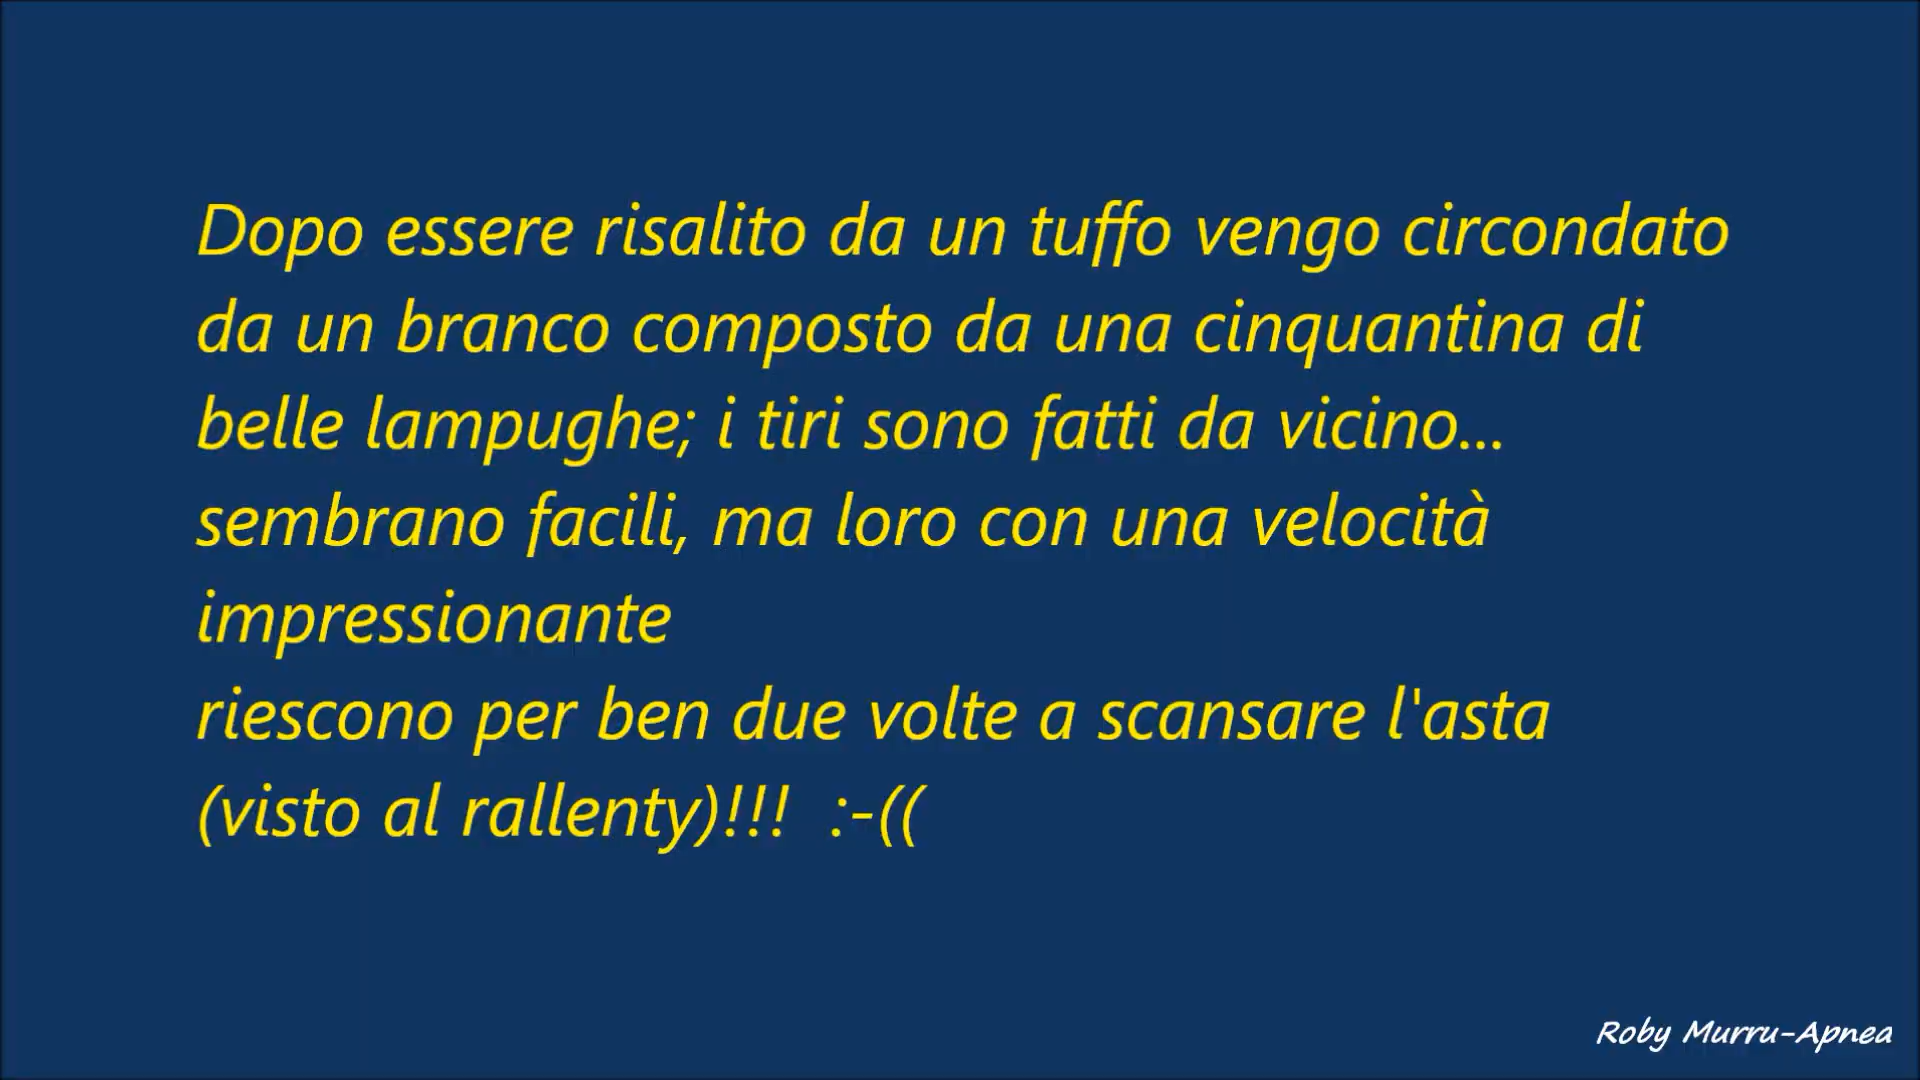 Dopo essere risalito da un tuffo vengo circondato
da un branco composto da una cinquantina di
belle lampughe; i tiri sono fatti da vicino...
sembrano facili, ma loro con una velocità
impressionante
riescono per ben due volte a scansare l'asta
(visto al rallenty)!!!  :-((
Roby Murru-Apnea